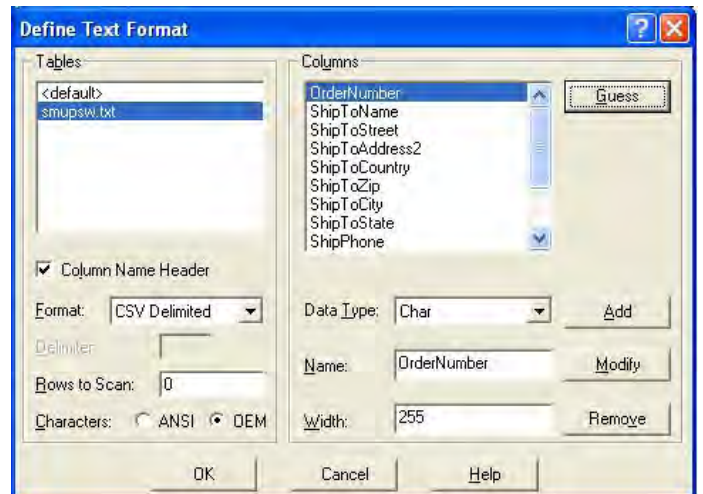 Define Text Format
Tables
<default>
smupsw.txt
Column Name Header
Format: CSV Delimited
Delimiter:
Rows to Scan: 0
Characters: ANSI OEM
Columns
OrderNumber
ShipToName
ShipToStreet
ShipToAddress2
ShipToCountry
ShipToZip
ShipToCity
ShipToState
ShipPhone
Guess
Data Type: Char
Add
Name: OrderNumber
Modify
Width: 255
Remove
OK Cancel Help